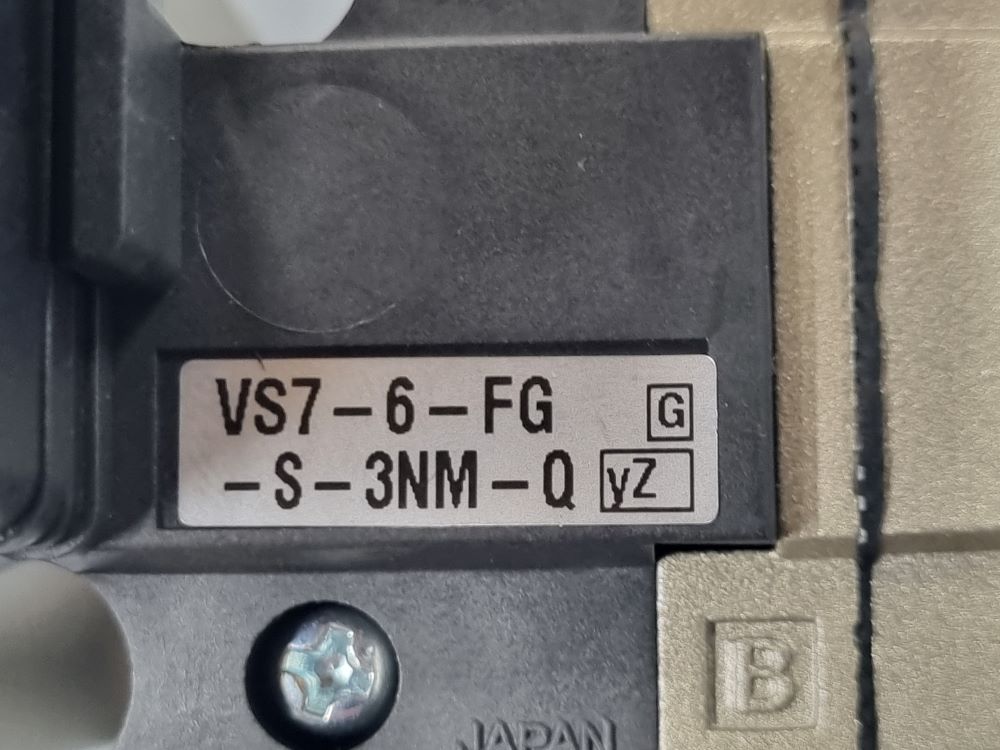 VS7-6-FG G
-S-3NM-Q yZ
B
JAPAN